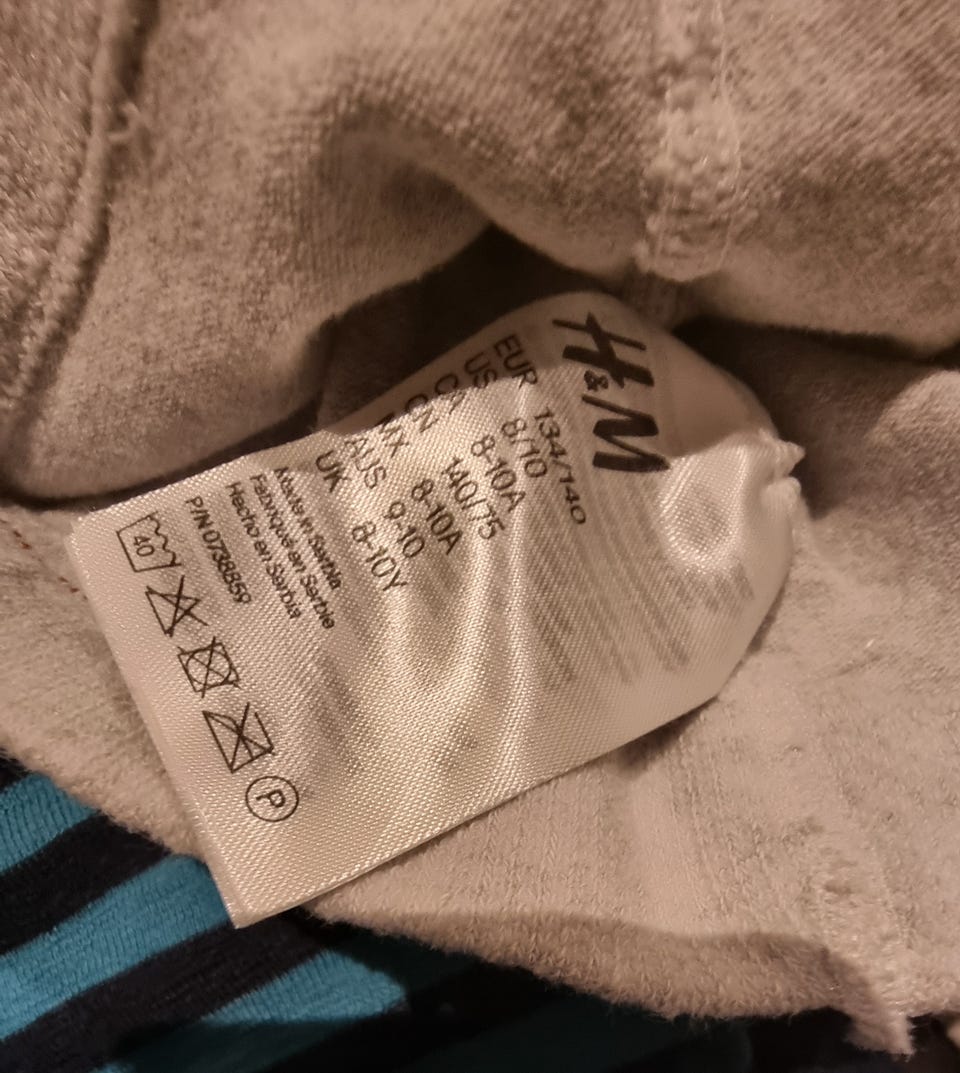 H&M
EUR 134/140
US 8/10
CA 8-10A
CN 140/75
MX 8-10A
AUS 9-10
UK 8-10Y
Made in Serbia
Fabriqué en Serbie
Hecho en Serbia
P/N 0738859
40
P